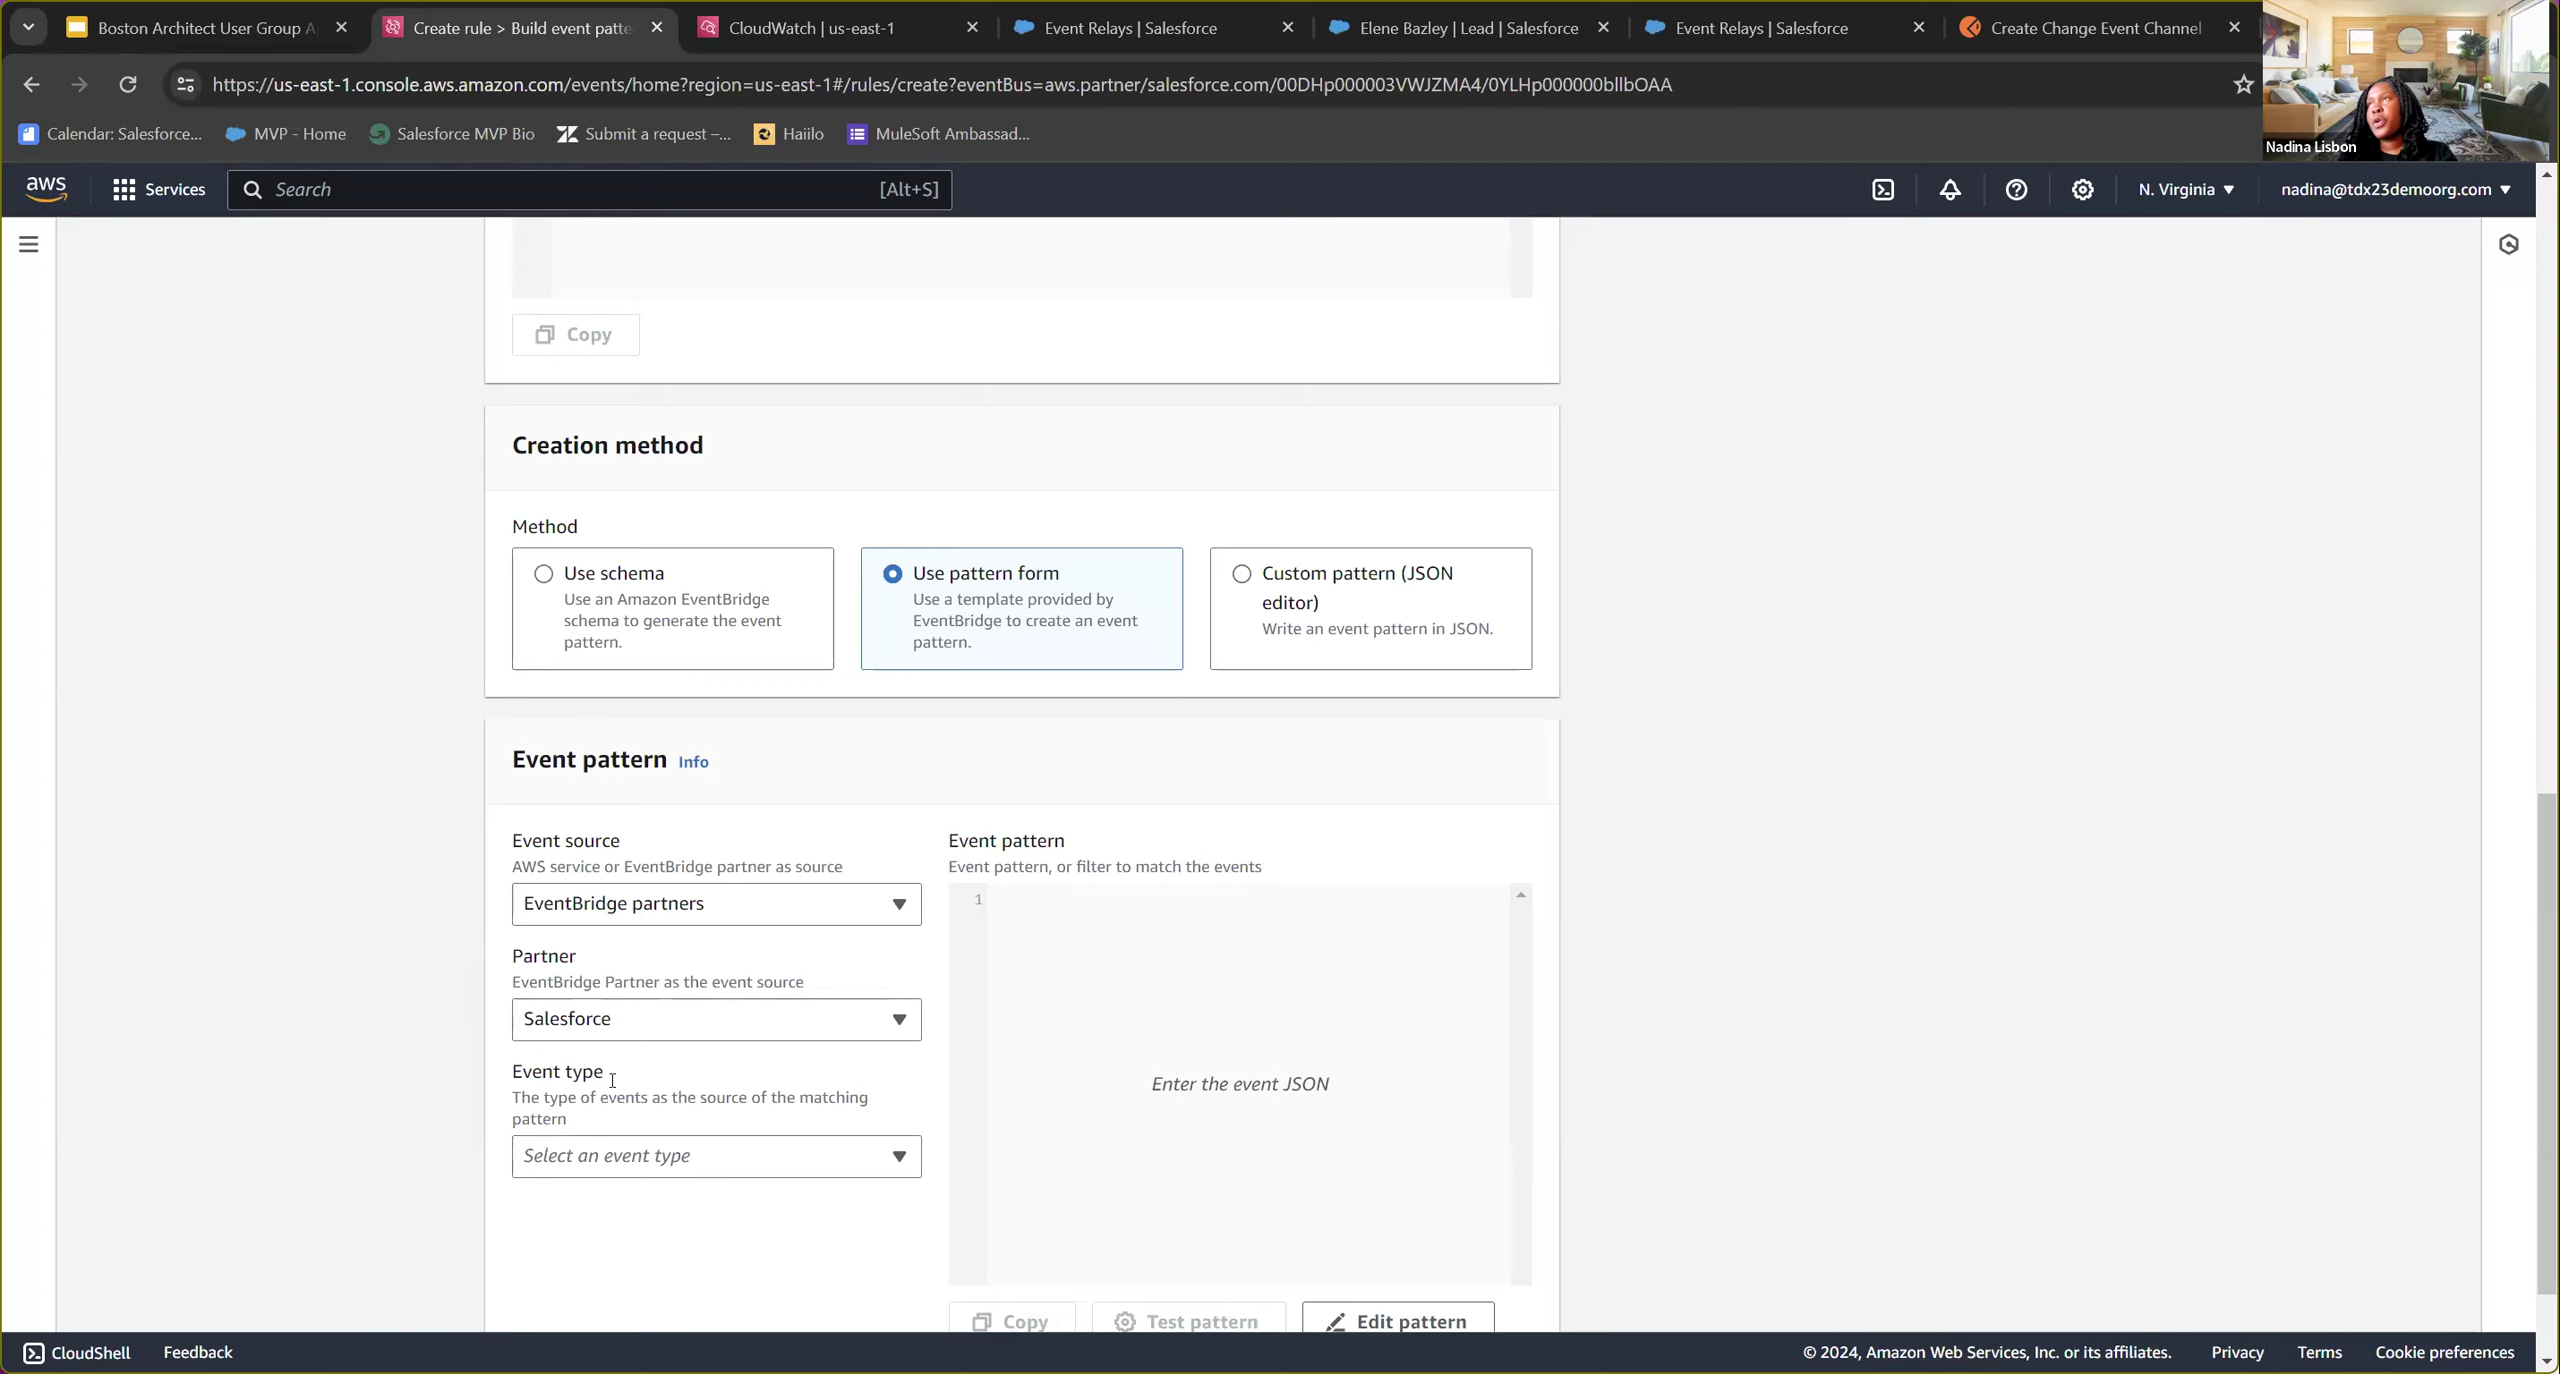 Boston Architect User Group A
Create rule > Build event patte
CloudWatch | us-east-1
Event Relays | Salesforce
Elene Bazley | Lead | Salesforce
Event Relays | Salesforce
Create Change Event Channel
https://us-east-1.console.aws.amazon.com/events/home?region=us-east-1#/rules/create?eventBus=aws.partner/salesforce.com/00DHp000003VWJZMA4/0YLHp000000bllbOAA
Calendar: Salesforce...
MVP - Home
Salesforce MVP Bio
Submit a request –...
Haiilo
MuleSoft Ambassad...
Nadina Lisbon
aws
Services
Search
[Alt+S]
N. Virginia
nadina@tdx23demoorg.com
Copy
Creation method
Method
Use schema
Use an Amazon EventBridge
schema to generate the event
pattern.
Use pattern form
Use a template provided by
EventBridge to create an event
pattern.
Custom pattern (JSON
editor)
Write an event pattern in JSON.
Event pattern Info
Event source
AWS service or EventBridge partner as source
EventBridge partners
Partner
EventBridge Partner as the event source
Salesforce
Event type
The type of events as the source of the matching
pattern
Select an event type
Event pattern
Event pattern, or filter to match the events
1
Enter the event JSON
Copy
Test pattern
Edit pattern
CloudShell
Feedback
© 2024, Amazon Web Services, Inc. or its affiliates.
Privacy
Terms
Cookie preferences